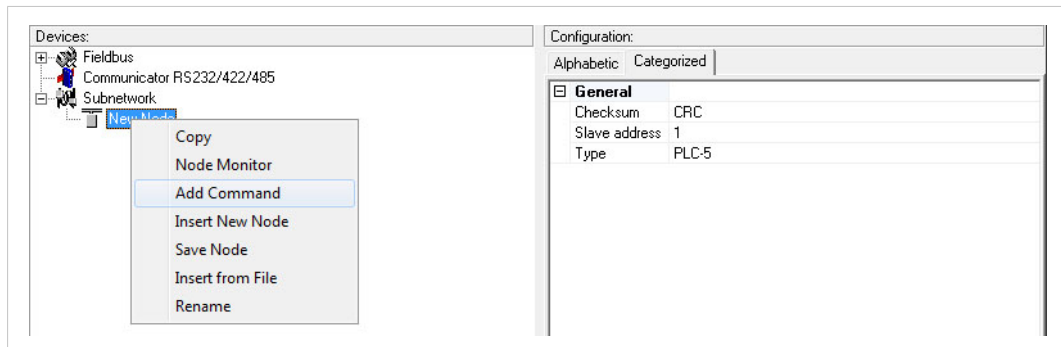 Devices:
Fieldbus
Communicator RS232/422/485
Subnetwork
New Node
Copy
Node Monitor
Add Command
Insert New Node
Save Node
Insert from File
Rename
Configuration:
Alphabetic Categorized
General
Checksum CRC
Slave address 1
Type PLC-5